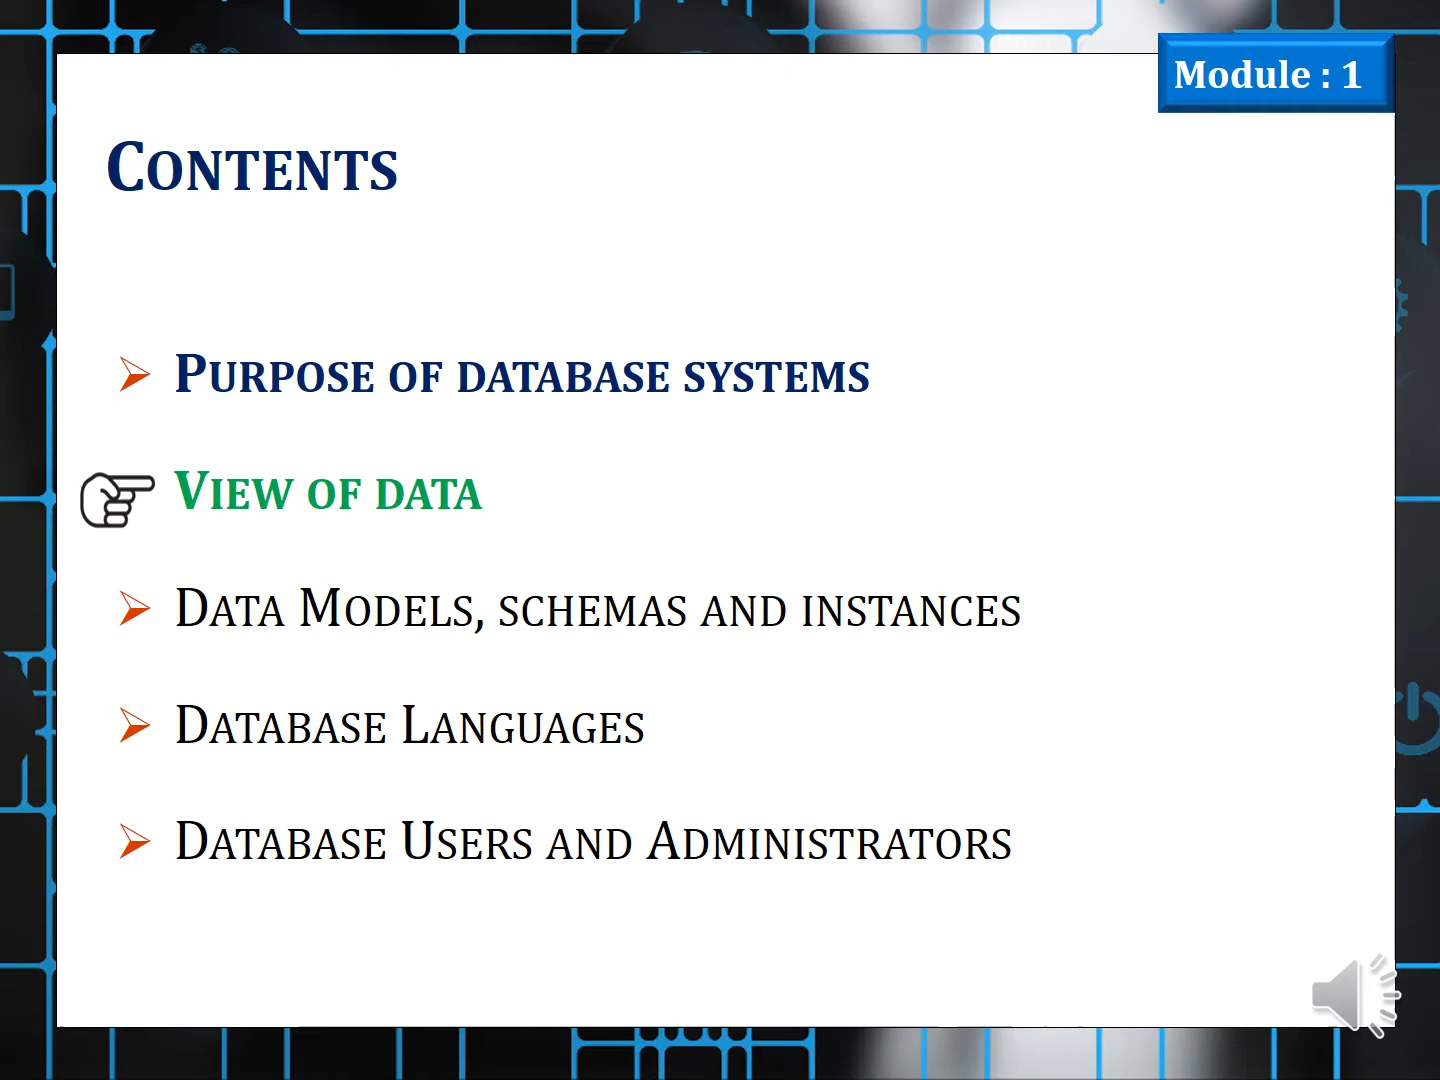 Module : 1
Contents
Purpose of database systems
View of data
Data Models, schemas and instances
Database Languages
Database Users and Administrators